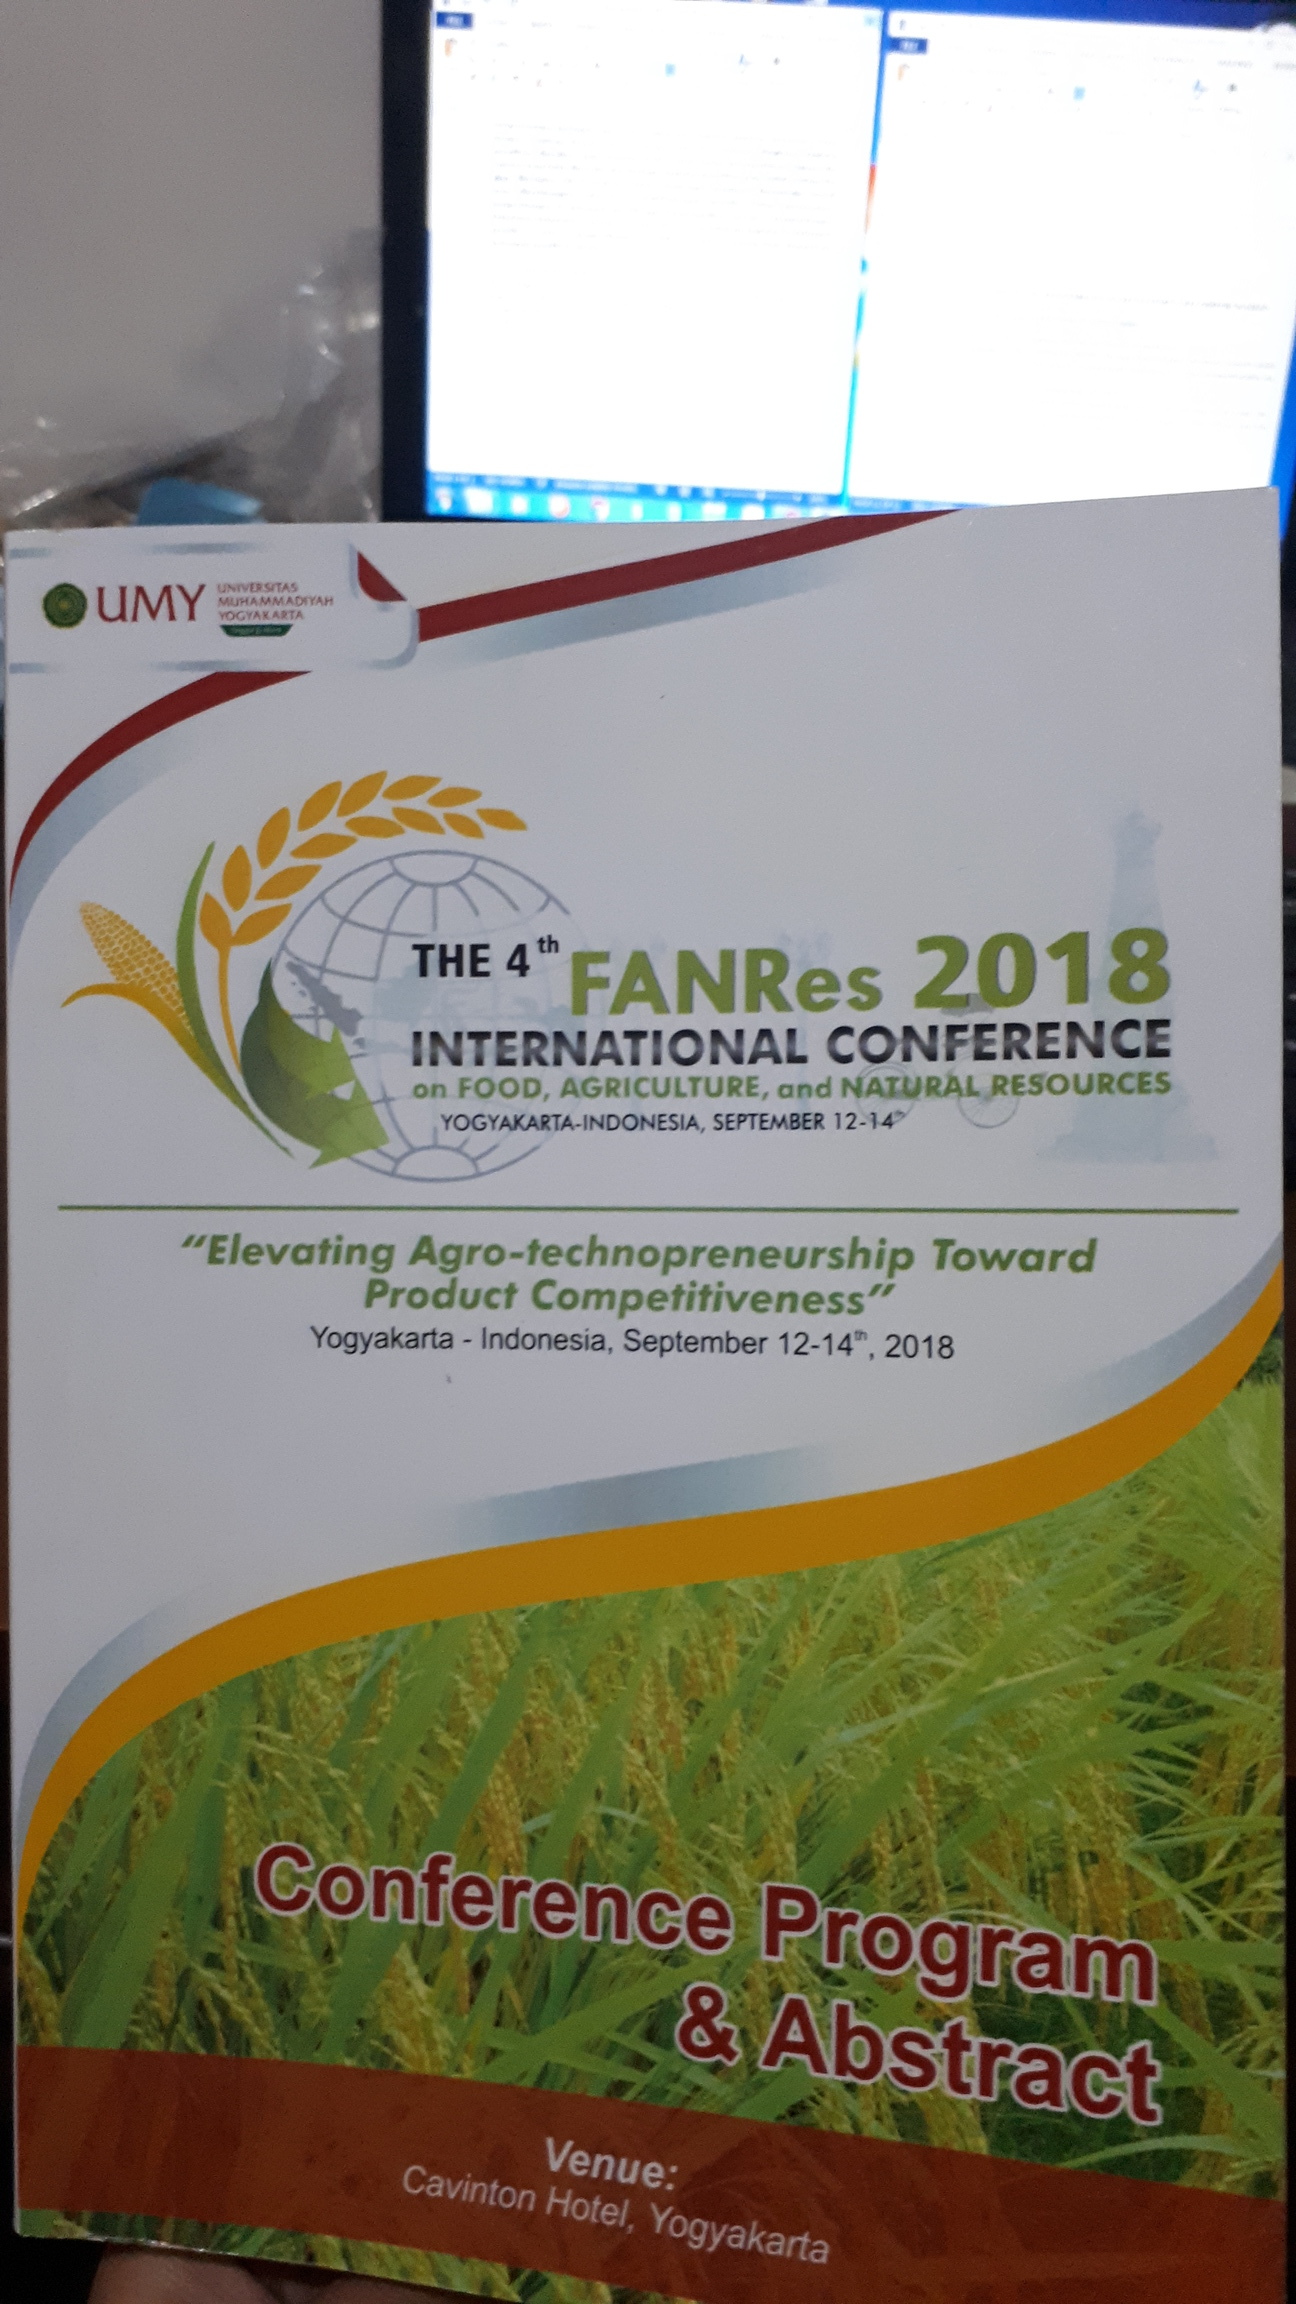 UMY
UNIVERSITAS
MUHAMMADIYAH
YOGYAKARTA
THE 4th FANRes 2018
INTERNATIONAL CONFERENCE
on FOOD, AGRICULTURE, and NATURAL RESOURCES
YOGYAKARTA-INDONESIA, SEPTEMBER 12-14th
"Elevating Agro-technopreneurship Toward
Product Competitiveness"
Yogyakarta - Indonesia, September 12-14th, 2018
Conference Program
& Abstract
Venue:
Cavinton Hotel, Yogyakarta